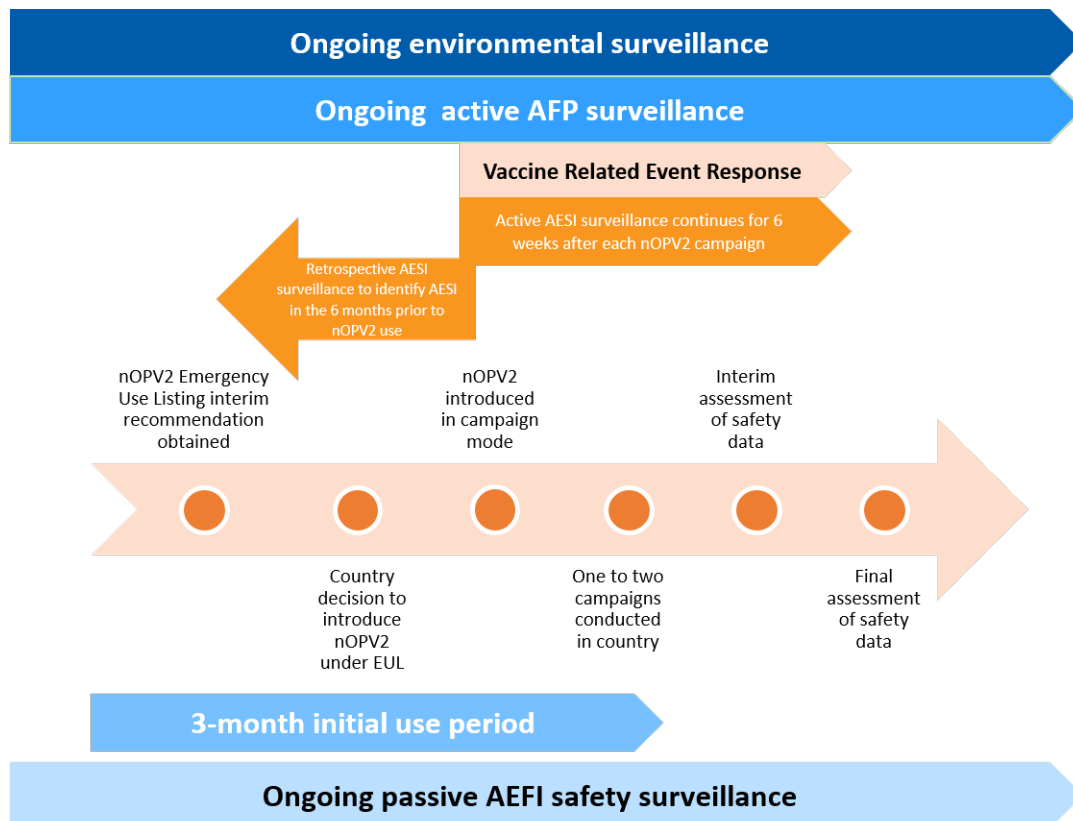 Ongoing environmental surveillance
Ongoing active AFP surveillance
Vaccine Related Event Response
Active AESI surveillance continues for 6
weeks after each nOPV2 campaign
Retrospective AESI
surveillance to identify AESI
in the 6 months prior to
nOPV2 use
nOPV2 Emergency
Use Listing interim
recommendation
obtained
nOPV2
introduced
in campaign
mode
Interim
assessment
of safety
data
Country
decision to
introduce
nOPV2
under EUL
One to two
campaigns
conducted
in country
Final
assessment
of safety
data
3-month initial use period
Ongoing passive AEFI safety surveillance